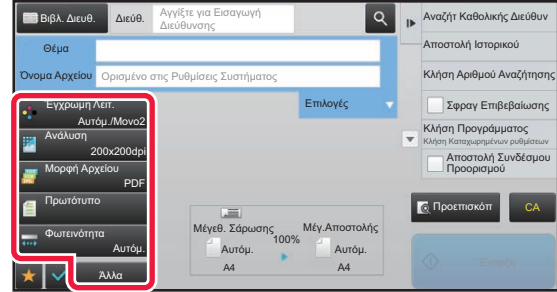 Βιβλ. Διευθ.
Διεύθ.
Αγγίξτε για Εισαγωγή
Διεύθυνσης
Θέμα
Όνομα Αρχείου
Ορισμένο στις Ρυθμίσεις Συστήματος
Επιλογές
Έγχρωμη Λειτ.
Αυτόμ./Μονο2
Ανάλυση
200x200dpi
Μορφή Αρχείου
PDF
Πρωτότυπο
Φωτεινότητα
Αυτόμ.
Άλλα
Μέγεθ. Σάρωσης
100%
Μέγ.Αποστολής
Αυτόμ.
Αυτόμ.
A4
A4
Αναζήτ Καθολικής Διεύθυν
Αποστολή Ιστορικού
Κλήση Αριθμού Αναζήτησης
Σφραγ Επιβεβαίωσης
Κλήση Προγράμματος
Κλήση Καταχωρημένων ρυθμίσεων
Αποστολή Συνδέσμου
Προορισμού
Προεπισκόπ
CA